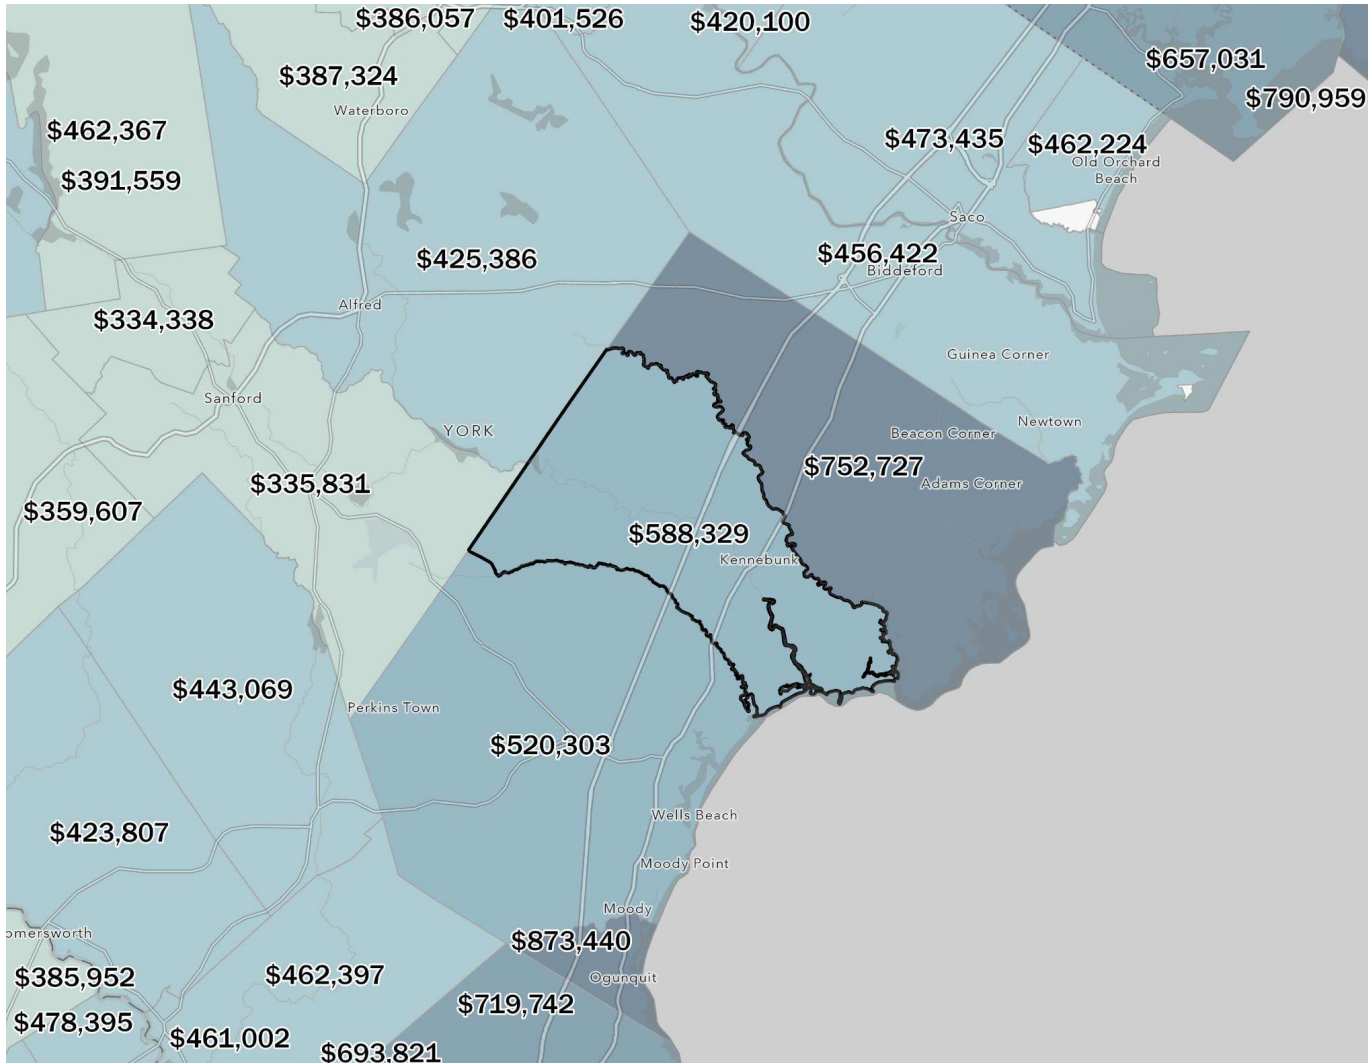 $386,057
$401,526
$420,100
$657,031
$387,324
$790,959
Waterboro
$462,367
$473,435
$462,224
Old Orchard
Beach
$391,559
Saco
$425,386
$456,422
Biddeford
Alfred
$334,338
Guinea Corner
Sanford
Newtown
YORK
Beacon Corner
$752,727
Adams Corner
$335,831
$359,607
$588,329
Kennebunk
$443,069
Perkins Town
$520,303
Wells Beach
$423,807
Moody Point
Moody
omersworth
$873,440
$385,952
$462,397
Ogunquit
$719,742
$478,395
$461,002
$693,821